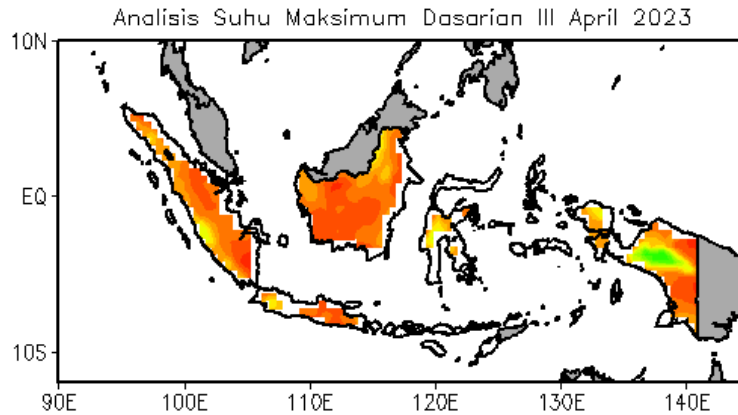 Analisis Suhu Maksimum Dasarian III April 2023
10N
EQ
10S
90E 100E 110E 120E 130E 140E